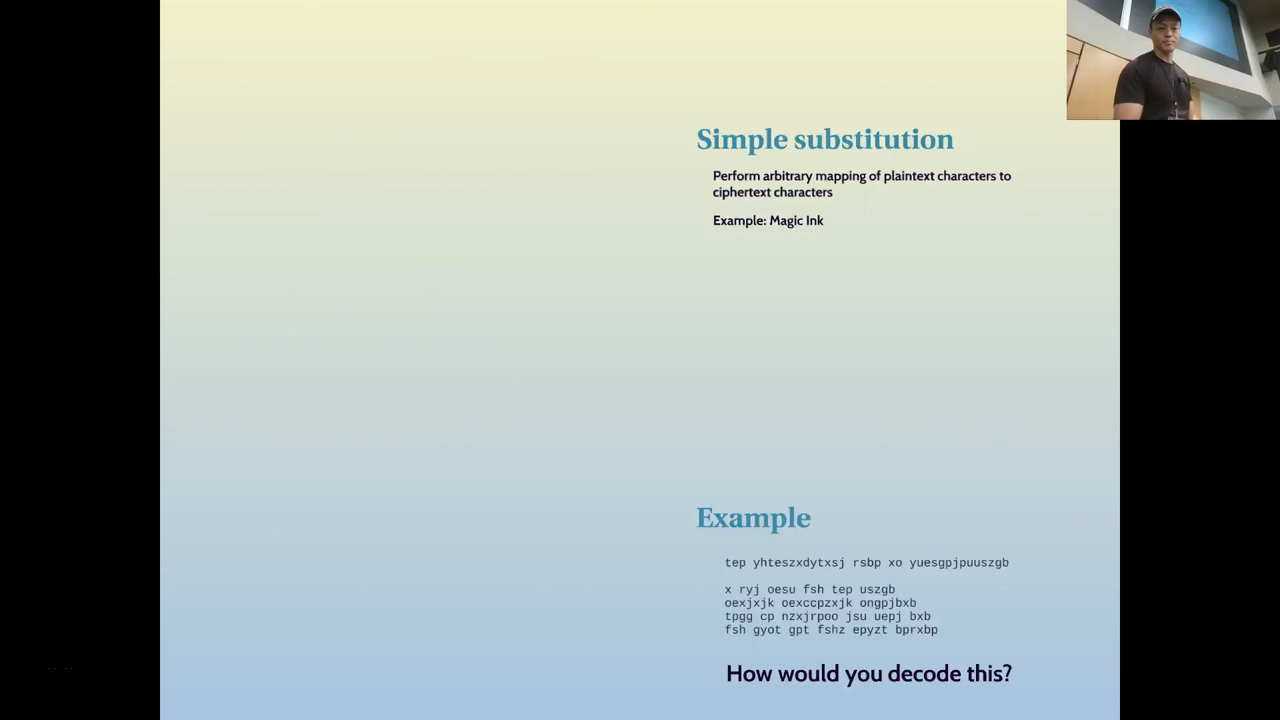 Simple substitution
Perform arbitrary mapping of plaintext characters to
ciphertext characters
Example: Magic Ink
Example
tep yhteszxdytxsj rsbp xo yuesgpjpuuszgb
x ryj oesu fsh tep uszgb
oexjxjk oexccpzxjk ongpjbxb
tpgg cp nzxjrpoo jsu uepj bxb
fsh gyot gpt fshz epyzt bprxbp
How would you decode this?